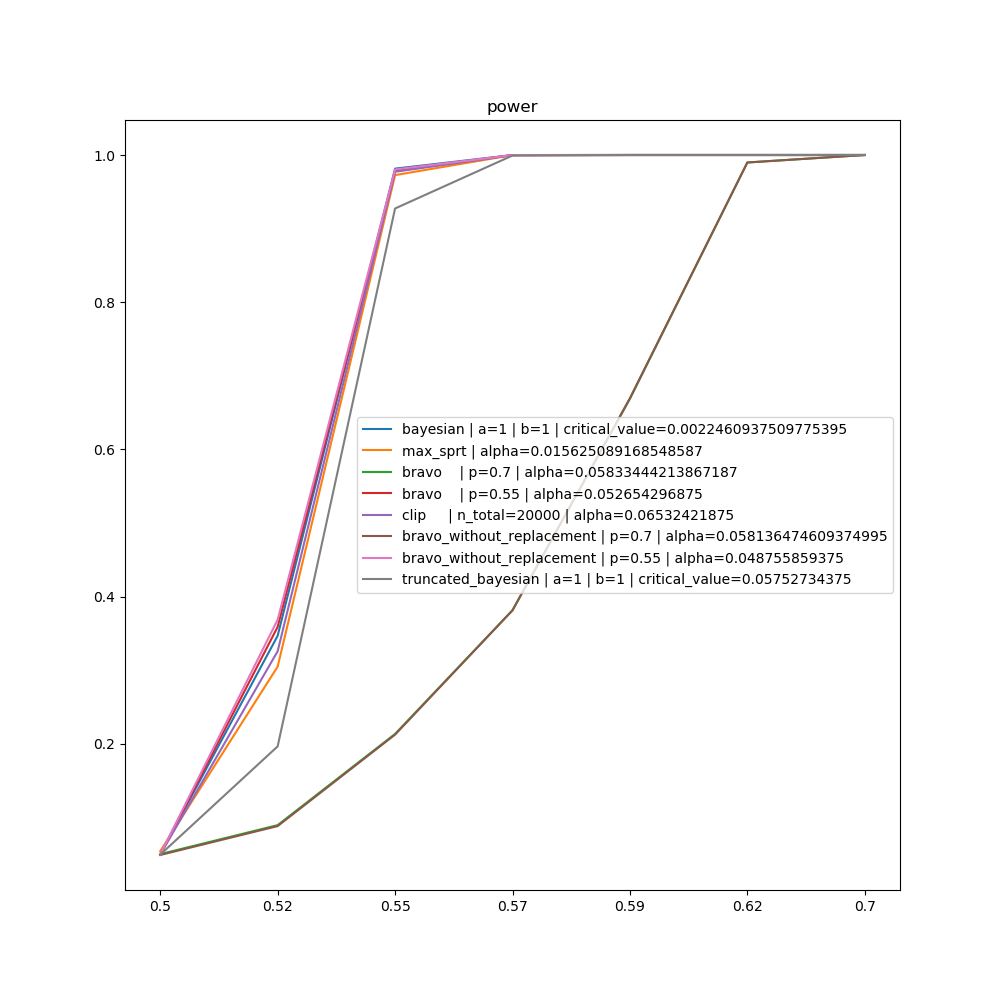 power
1.0
0.8
0.6
0.4
0.2
bayesian | a=1 | b=1 | critical_value=0.0022460937509775395
max_sprt | alpha=0.015625089168548587
bravo    | p=0.7 | alpha=0.05833444213867187
bravo    | p=0.55 | alpha=0.052654296875
clip     | n_total=20000 | alpha=0.06532421875
bravo_without_replacement | p=0.7 | alpha=0.058136474609374995
bravo_without_replacement | p=0.55 | alpha=0.048755859375
truncated_bayesian | a=1 | b=1 | critical_value=0.05752734375
0.5 0.52 0.55 0.57 0.59 0.62 0.7